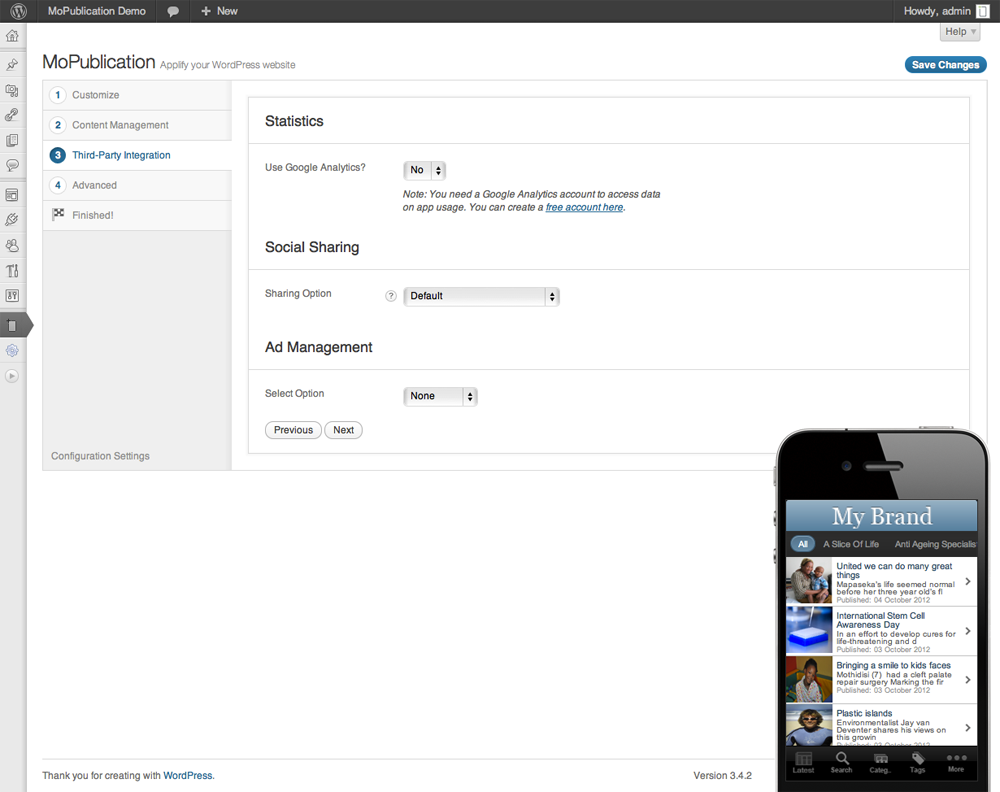 MoPublication Demo
+ New
Howdy, admin
Help
MoPublication Applify your WordPress website
Save Changes
1 Customize
2 Content Management
3 Third-Party Integration
4 Advanced
Finished!
Configuration Settings
Statistics
Use Google Analytics?
No
Note: You need a Google Analytics account to access data
on app usage. You can create a free account here.
Social Sharing
Sharing Option
?
Default
Ad Management
Select Option
None
Previous
Next
My Brand
All
A Slice Of Life
Anti Ageing Specialis
United we can do many great
things
Mapaseka's life seemed normal
before her three year old's fl
Published: 04 October 2012
International Stem Cell
Awareness Day
In an effort to develop cures for
life-threatening and d
Published: 03 October 2012
Bringing a smile to kids faces
Mothidisi (7) had a cleft palate
repair surgery Marking the fir
Published: 03 October 2012
Plastic islands
Environmentalist Jay van
Deventer shares his views on
this growin
Published: 03 October 2012
Latest
Search
Categ..
Tags
More
Thank you for creating with WordPress.
Version 3.4.2